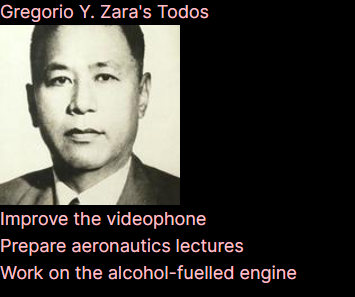 Gregorio Y. Zara's Todos
Improve the videophone
Prepare aeronautics lectures
Work on the alcohol-fuelled engine